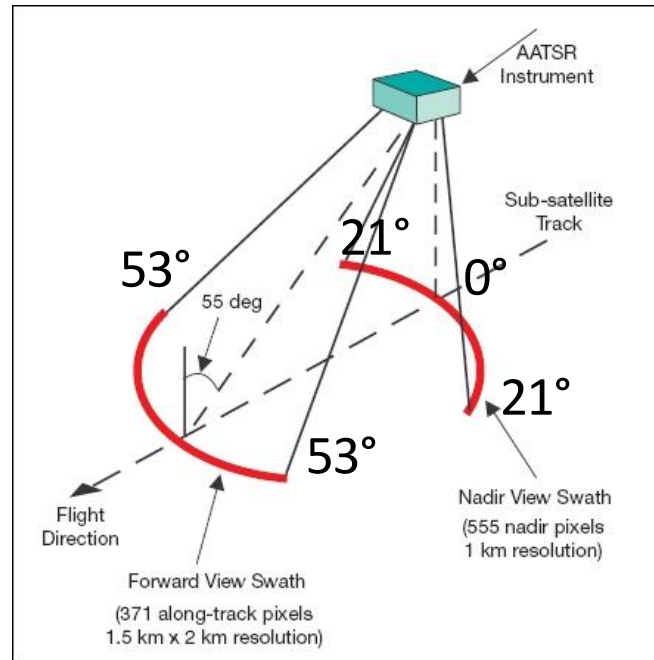 AATSR
Instrument
Sub-satellite
Track
21°
53°
0°
55 deg
21°
53°
Flight
Direction
Nadir View Swath
(555 nadir pixels
1 km resolution)
Forward View Swath
(371 along-track pixels
1.5 km x 2 km resolution)